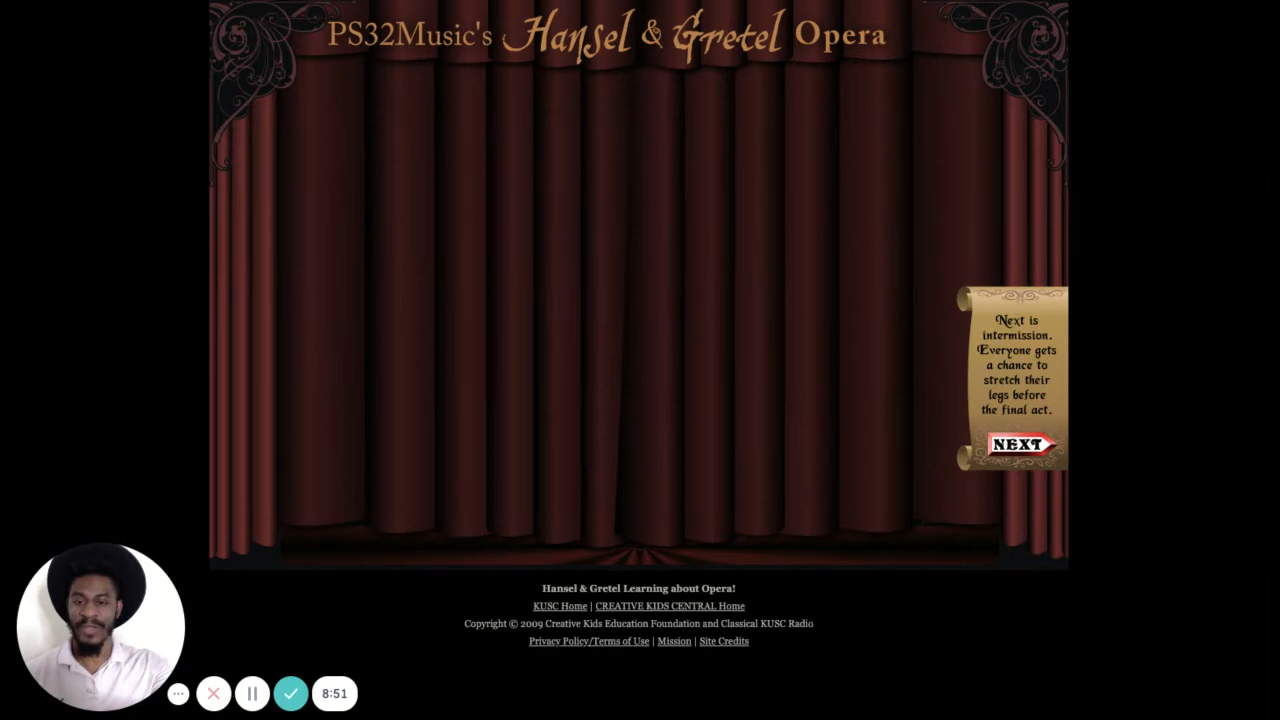 PS32Music's Hansel & Gretel Opera
Next is
intermission.
Everyone gets
a chance to
stretch their
legs before
the final act.
NEXT
Hansel & Gretel Learning about Opera!
KUSC Home | CREATIVE KIDS CENTRAL Home
Copyright © 2009 Creative Kids Education Foundation and Classical KUSC Radio
Privacy Policy/Terms of Use | Mission | Site Credits
8:51